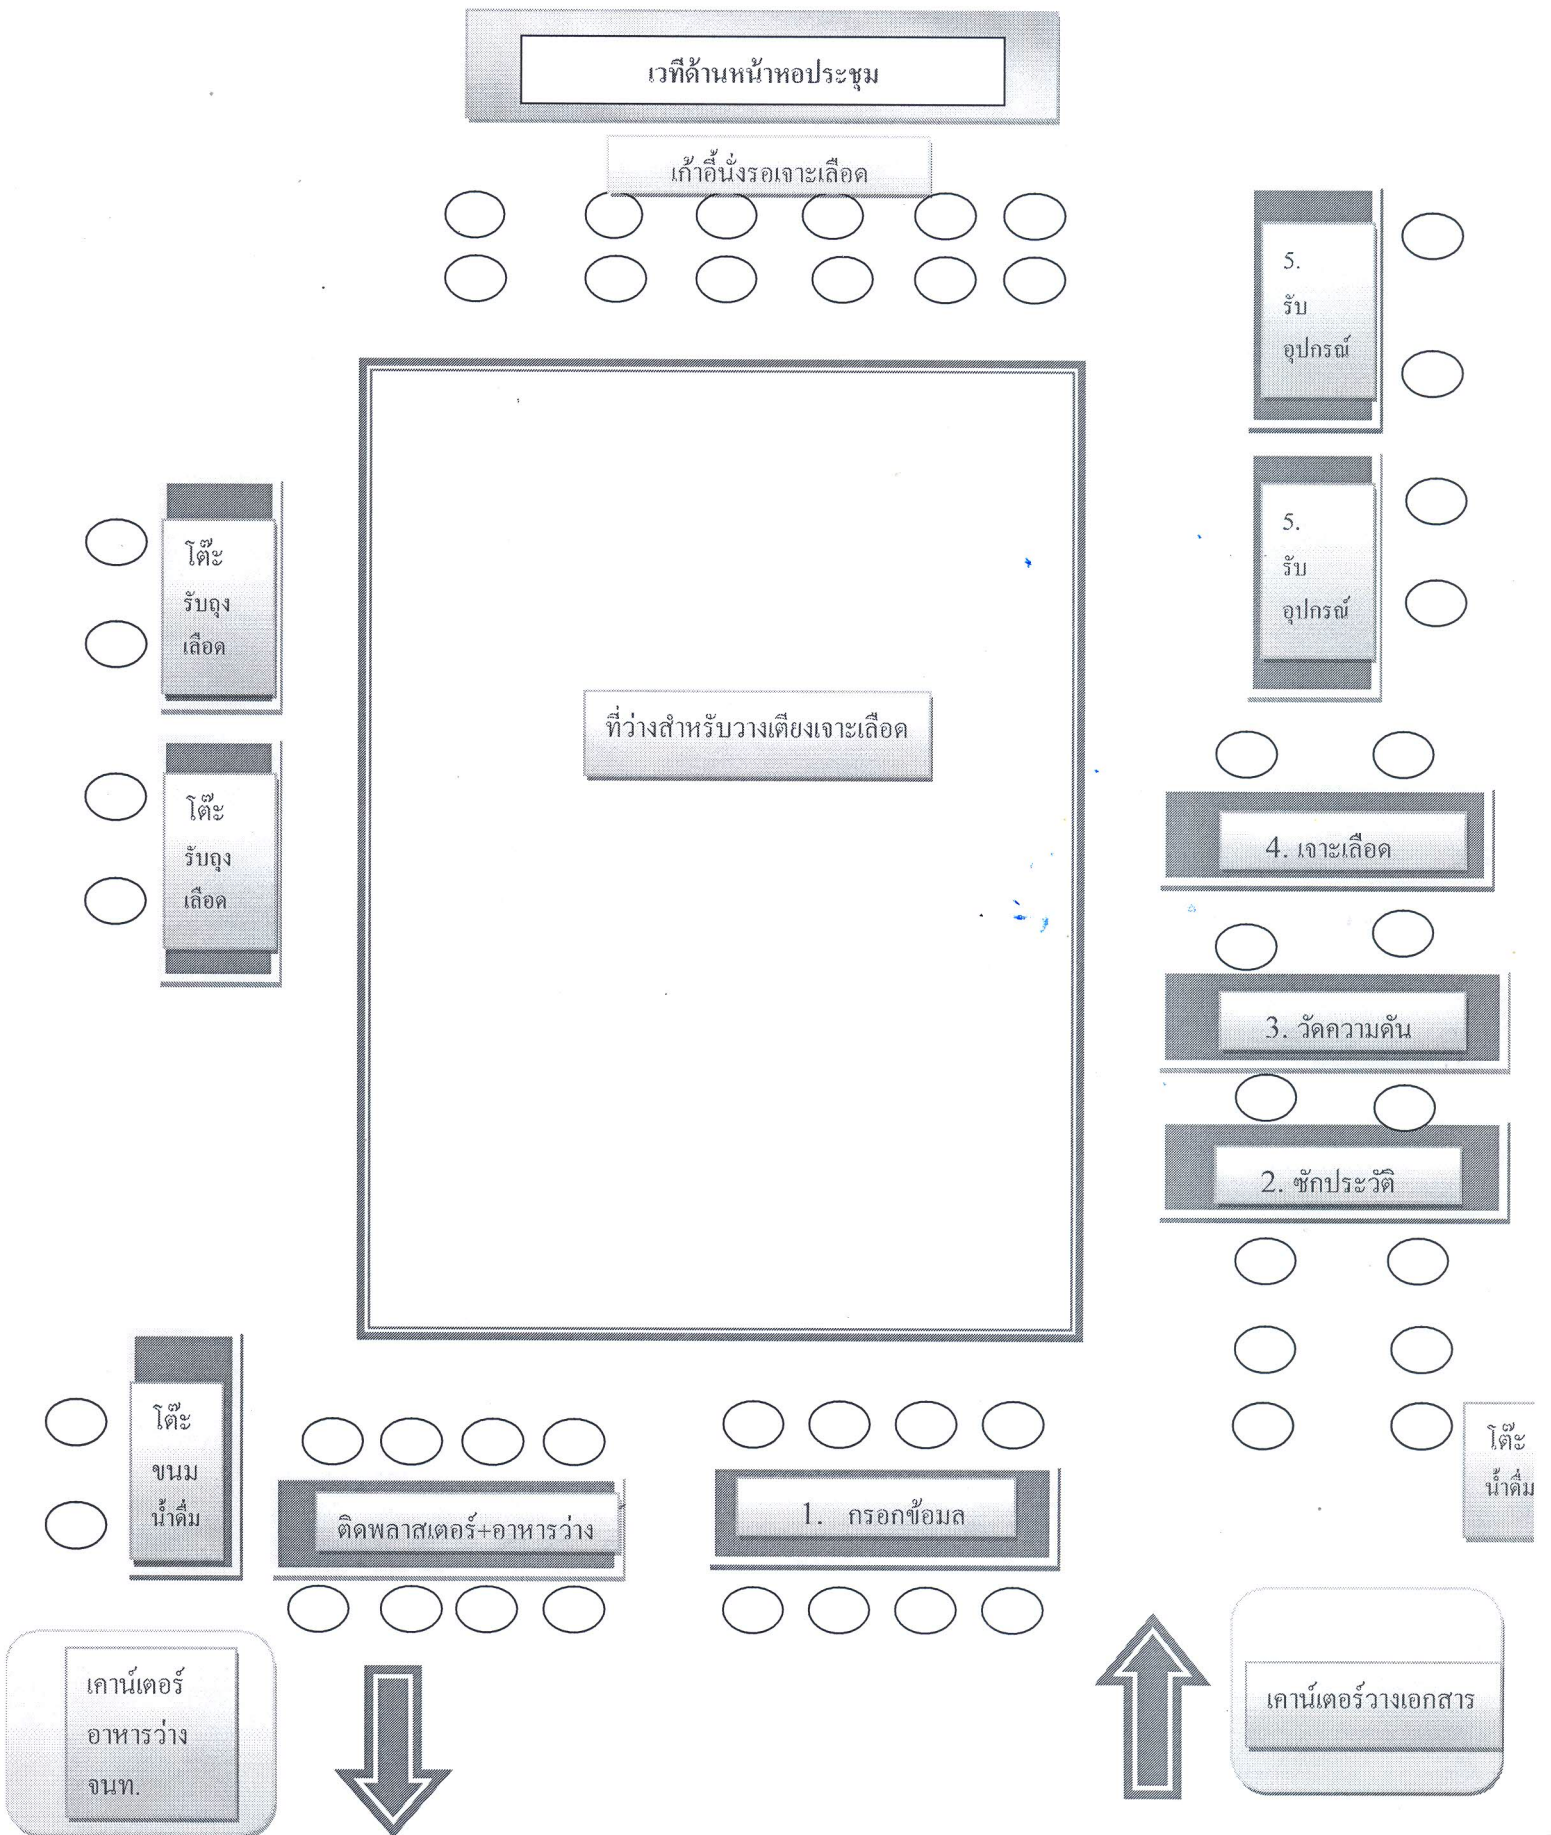 เวทีด้านหน้าหอประชุม
เก้าอี้นั่งรอเจาะเลือด
5.
รับ
อุปกรณ์
5.
รับ
อุปกรณ์
โต๊ะ
รับถุง
เลือด
ที่ว่างสำหรับวางเตียงเจาะเลือด
โต๊ะ
รับถุง
เลือด
4. เจาะเลือด
3. วัดความดัน
2. ซักประวัติ
โต๊ะ
ขนม
น้ำดื่ม
ติดพลาสเตอร์+อาหารว่าง
1. กรอกข้อมล
โต๊ะ
น้ำดื่ม
เคาน์เตอร์
อาหารว่าง
จนท.
เคาน์เตอร์วางเอกสาร